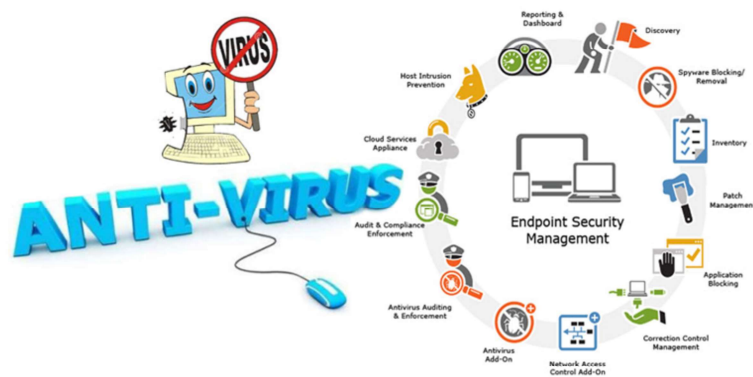 VIRUS
ANTI-VIRUS
Reporting &
Dashboard
Discovery
Spyware Blocking/
Removal
Inventory
Patch
Managemen
Application
Blocking
Correction Control
Management
Network Access
Control Add-On
Antivirus
Add-On
Antivirus Auditing
& Enforcement
Audit & Compliance
Enforcement
Cloud Services
Appliance
Host Intrusion
Prevention
Endpoint Security
Management